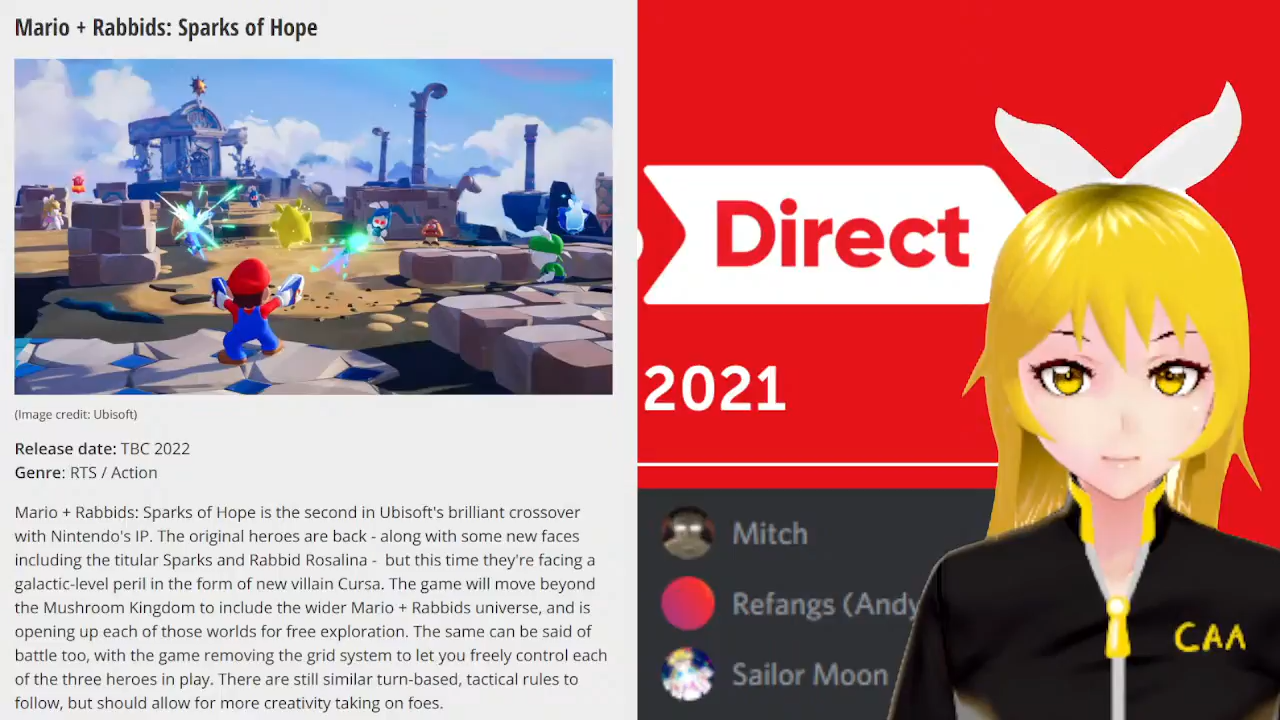 Mario + Rabbids: Sparks of Hope
(Image credit: Ubisoft)
Release date: TBC 2022
Genre: RTS / Action
Mario + Rabbids: Sparks of Hope is the second in Ubisoft's brilliant crossover
with Nintendo's IP. The original heroes are back - along with some new faces
including the titular Sparks and Rabbid Rosalina -  but this time they're facing a
galactic-level peril in the form of new villain Cursa. The game will move beyond
the Mushroom Kingdom to include the wider Mario + Rabbids universe, and is
opening up each of those worlds for free exploration. The same can be said of
battle too, with the game removing the grid system to let you freely control each
of the three heroes in play. There are still similar turn-based, tactical rules to
follow, but should allow for more creativity taking on foes.
Direct
2021
Mitch
Refangs (Andy
Sailor Moon
CAA